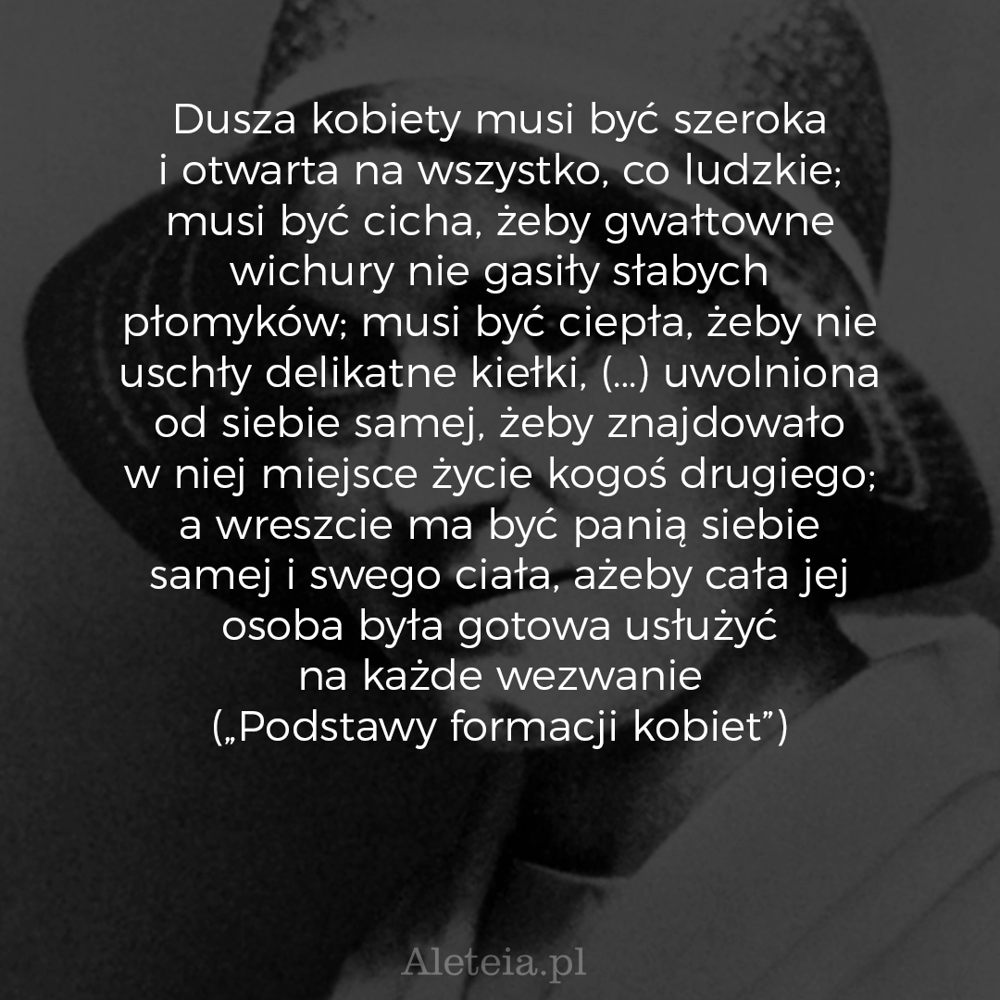 Dusza kobiety musi być szeroka
i otwarta na wszystko, co ludzkie;
musi być cicha, żeby gwałtowne
wichury nie gasiły słabych
płomyków; musi być ciepła, żeby nie
uschły delikatne kiełki, (...) uwolniona
od siebie samej, żeby znajdowało
w niej miejsce życie kogoś drugiego;
a wreszcie ma być panią siebie
samej i swego ciała, ażeby cała jej
osoba była gotowa usłużyć
na każde wezwanie
(„Podstawy formacji kobiet”)
Aleteia.pl